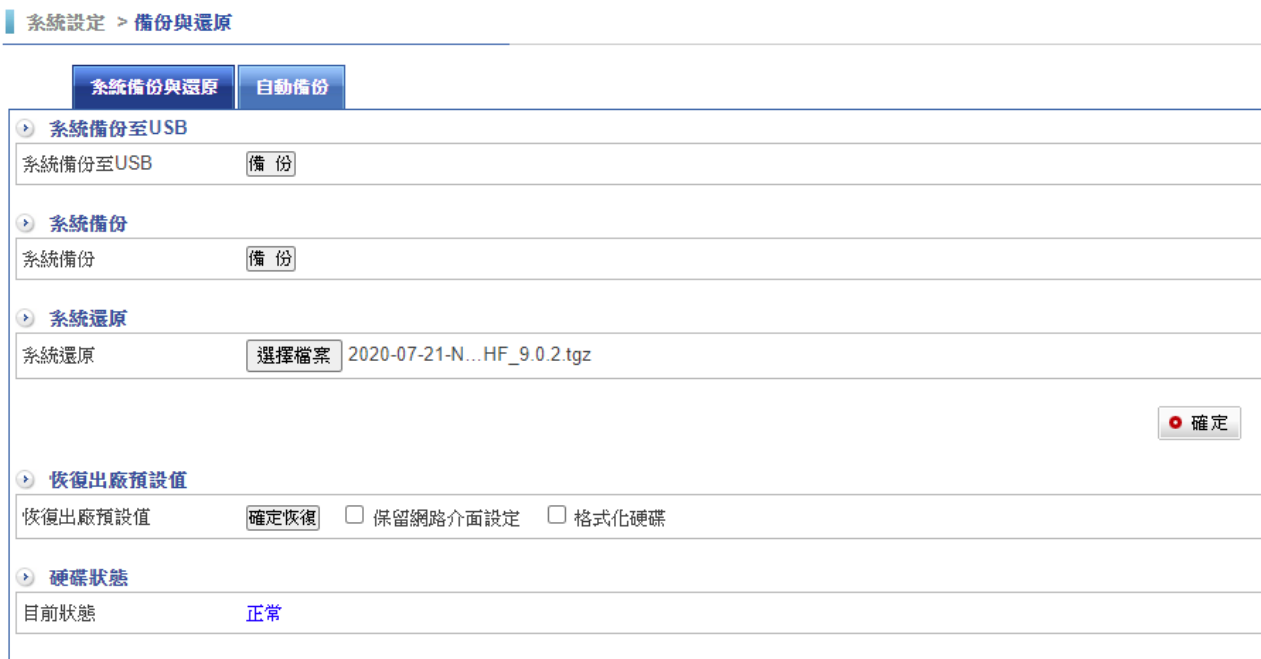 系統設定 > 備份與還原
系統備份與還原 自動備份
系統備份至USB
系統備份至USB 備 份
系統備份
系統備份 備 份
系統還原
系統還原 選擇檔案 2020-07-21-N...HF_9.0.2.tgz
確定
恢復出廠預設值
恢復出廠預設值 確定恢復 保留網路介面設定 格式化硬碟
硬碟狀態
目前狀態 正常